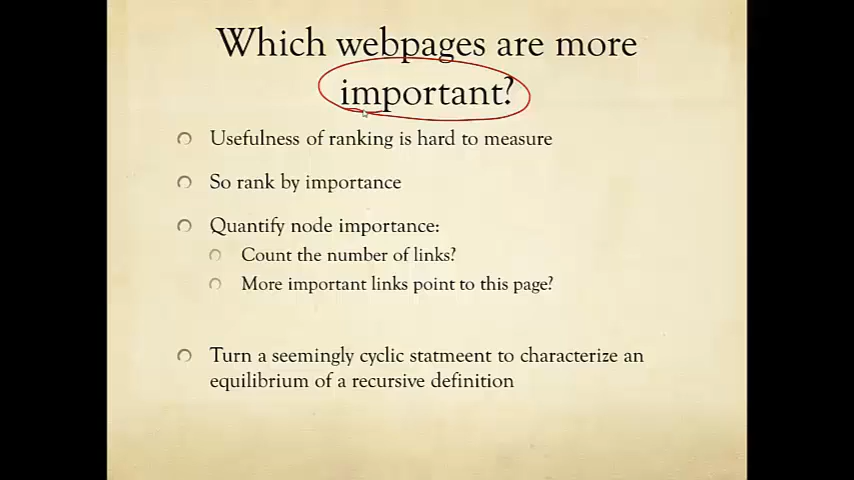 Which webpages are more
important?
Usefulness of ranking is hard to measure
So rank by importance
Quantify node importance:
Count the number of links?
More important links point to this page?
Turn a seemingly cyclic statmeent to characterize an
equilibrium of a recursive definition